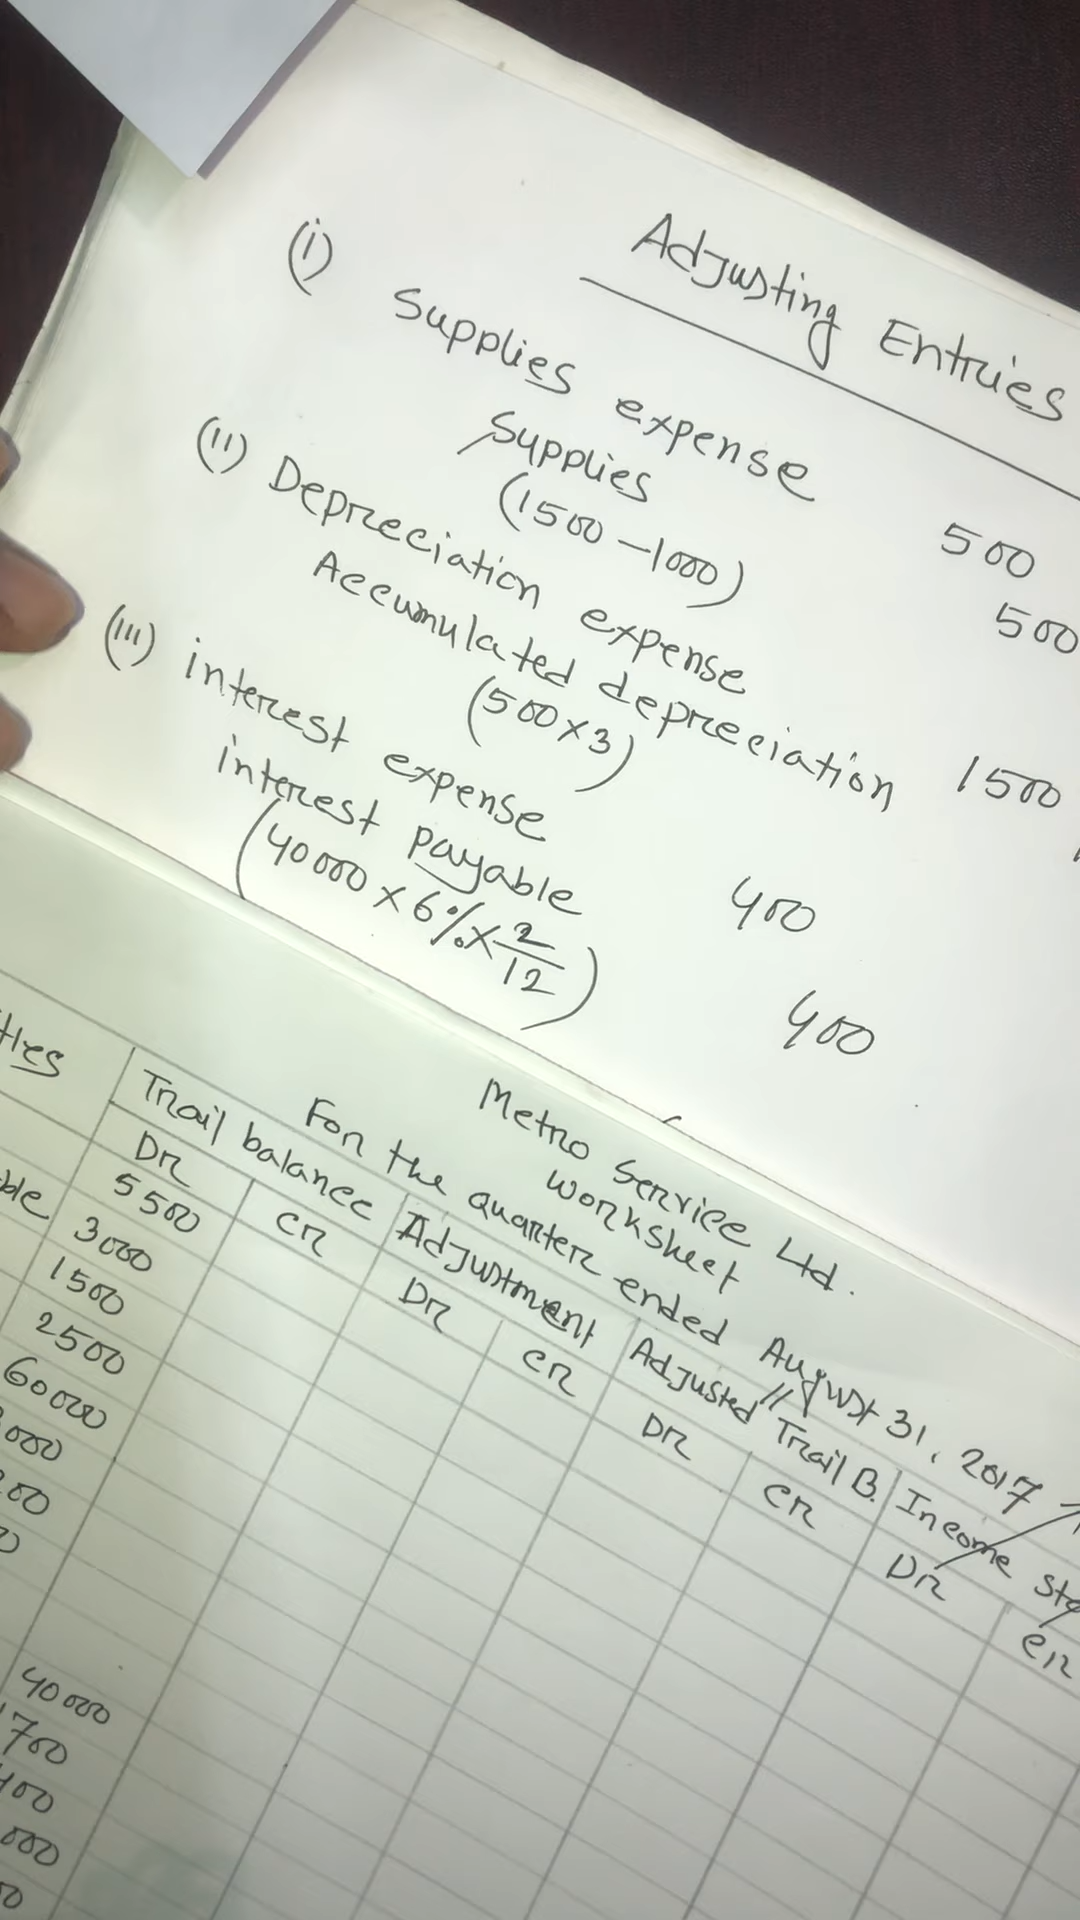 Adjusting Entries
(i) Supplies expense 500
Supplies 500
(1500 - 1000)
(ii) Depreciation expense 1500
Accumulated depreciation
(500 × 3)
(iii) interest expense 400
interest payable 400
(40000 × 6% × 2/12)
Metro Service Ltd.
Worksheet
For the quarter ended August 31, 2017
Trail balance Adjustment Adjusted Trail B. Income
DR CR DR CR DR CR DR CR
5500
3000
1500
2500
60000
40000